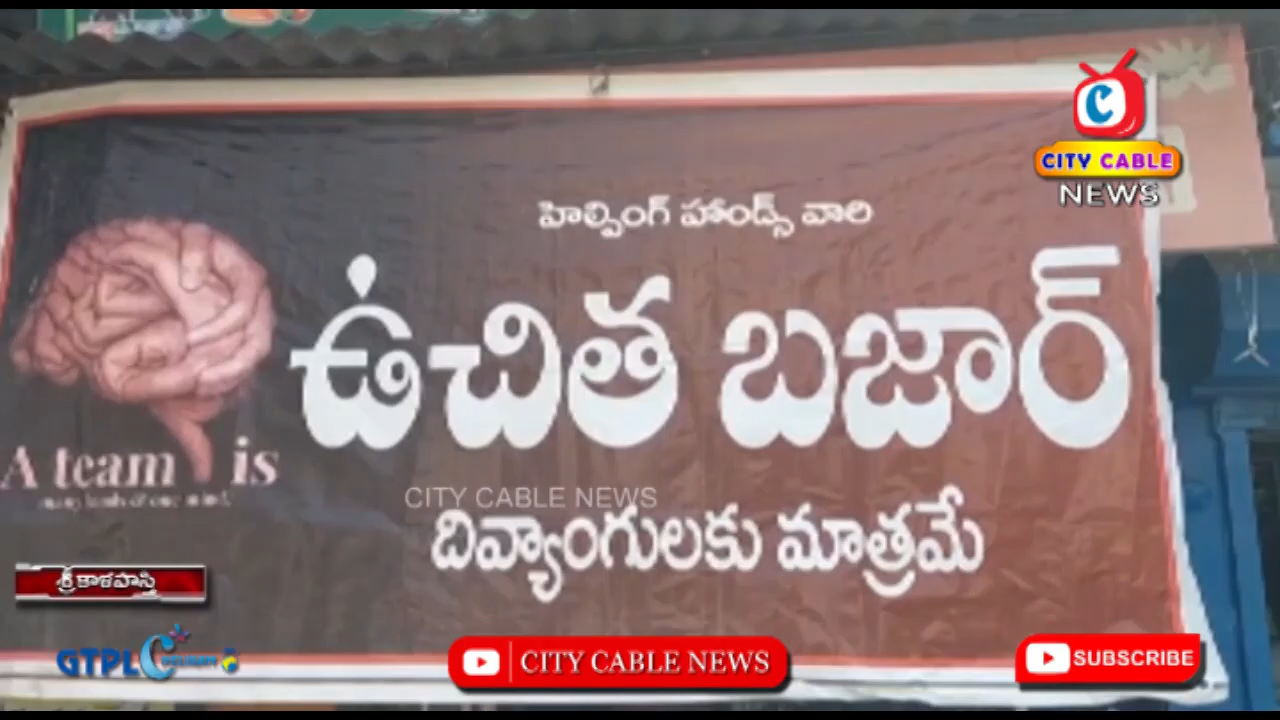 హెల్పింగ్ హాండ్స్ వారి
ఉచిత బజార్
దివ్యాంగులకు మాత్రమే
A team is
CITY CABLE NEWS
CITY CABLE
NEWS
శ్రీకాళహస్తి
GTPL
CITY CABLE NEWS
SUBSCRIBE